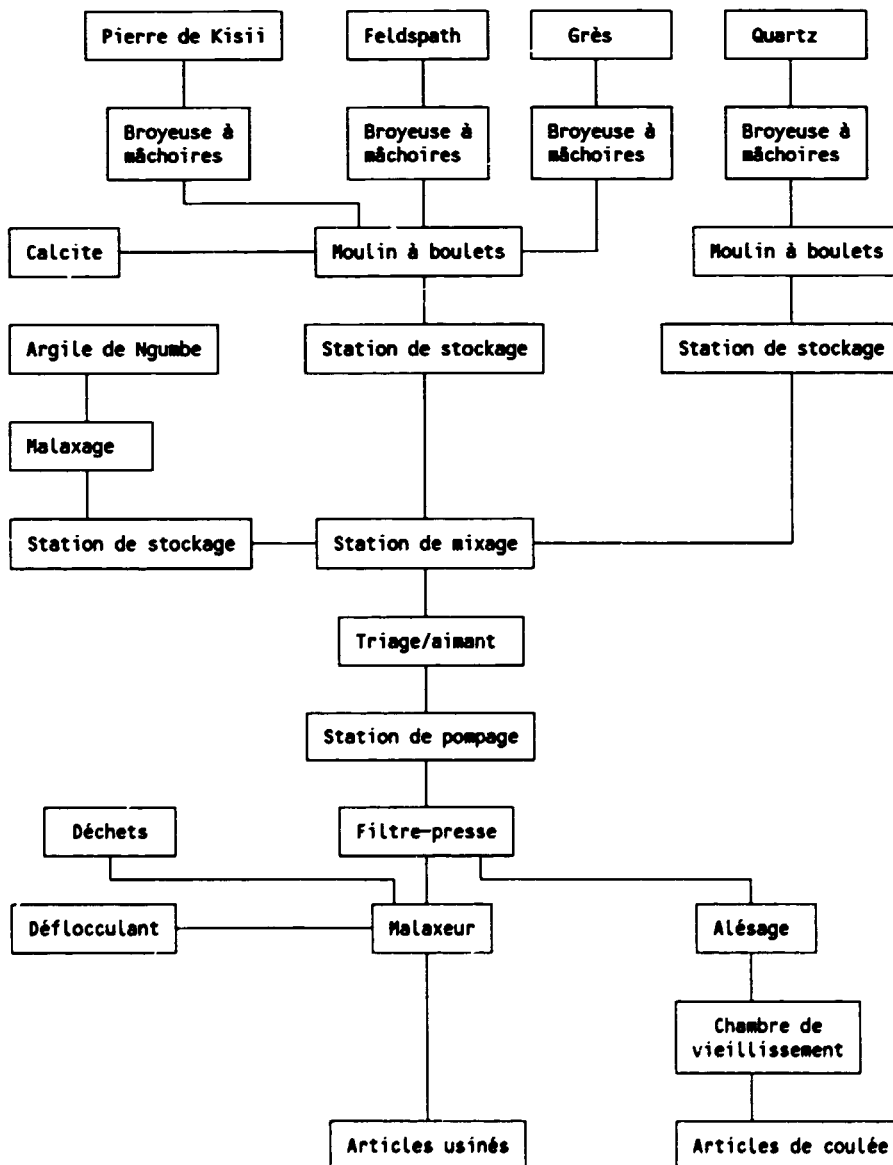 Pierre de Kisii
Feldspath
Grès
Quartz
Broyeuse à
mâchoires
Broyeuse à
mâchoires
Broyeuse à
mâchoires
Broyeuse à
mâchoires
Calcite
Moulin à boulets
Moulin à boulets
Argile de Ngumbe
Station de stockage
Station de stockage
Malaxage
Station de stockage
Station de mixage
Triage/aimant
Station de pompage
Déchets
Filtre-presse
Déflocculant
Malaxeur
Alésage
Chambre de
vieillissement
Articles usinés
Articles de coulée